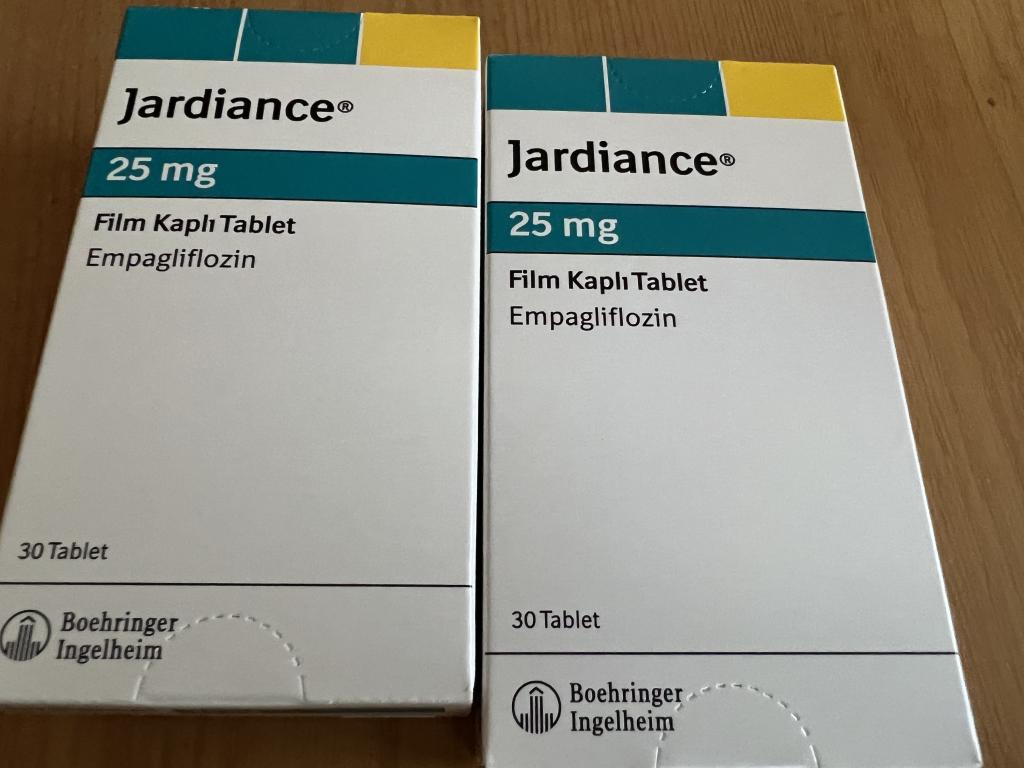 Jardiance®
25 mg
Film Kaplı Tablet
Empagliflozin
30 Tablet
Boehringer
Ingelheim
Jardiance®
25 mg
Film Kaplı Tablet
Empagliflozin
30 Tablet
Boehringer
Ingelheim